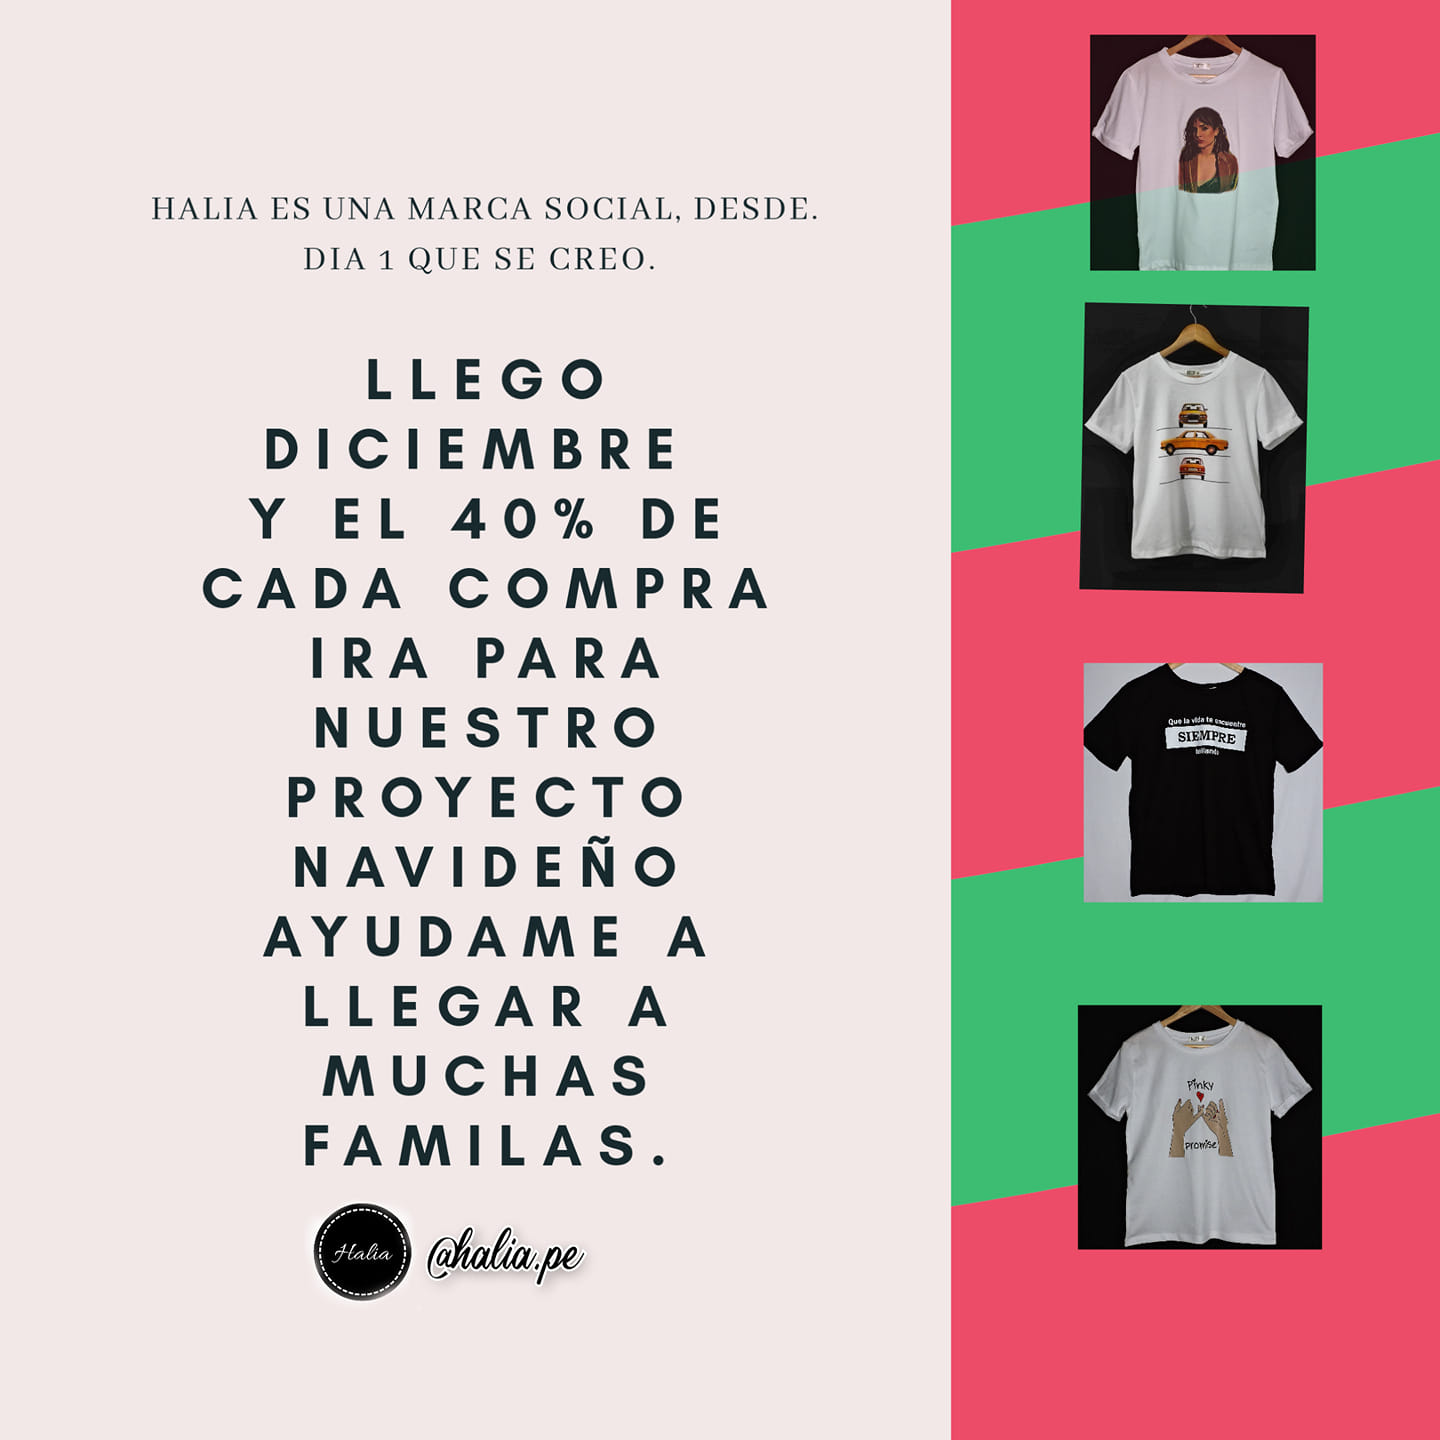 HALIA ES UNA MARCA SOCIAL, DESDE.
DIA 1 QUE SE CREO.
LLEGO
DICIEMBRE
Y EL 40% DE
CADA COMPRA
IRA PARA
NUESTRO
PROYECTO
NAVIDEÑO
AYUDAME A
LLEGAR A
MUCHAS
FAMILAS.
Halia
@halia.pe
Que la vida te encuentre
SIEMPRE
Pinky
promise